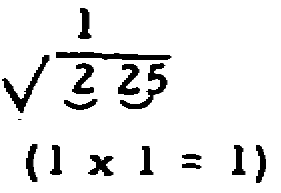 1
√2 25
(1 x 1 = 1)